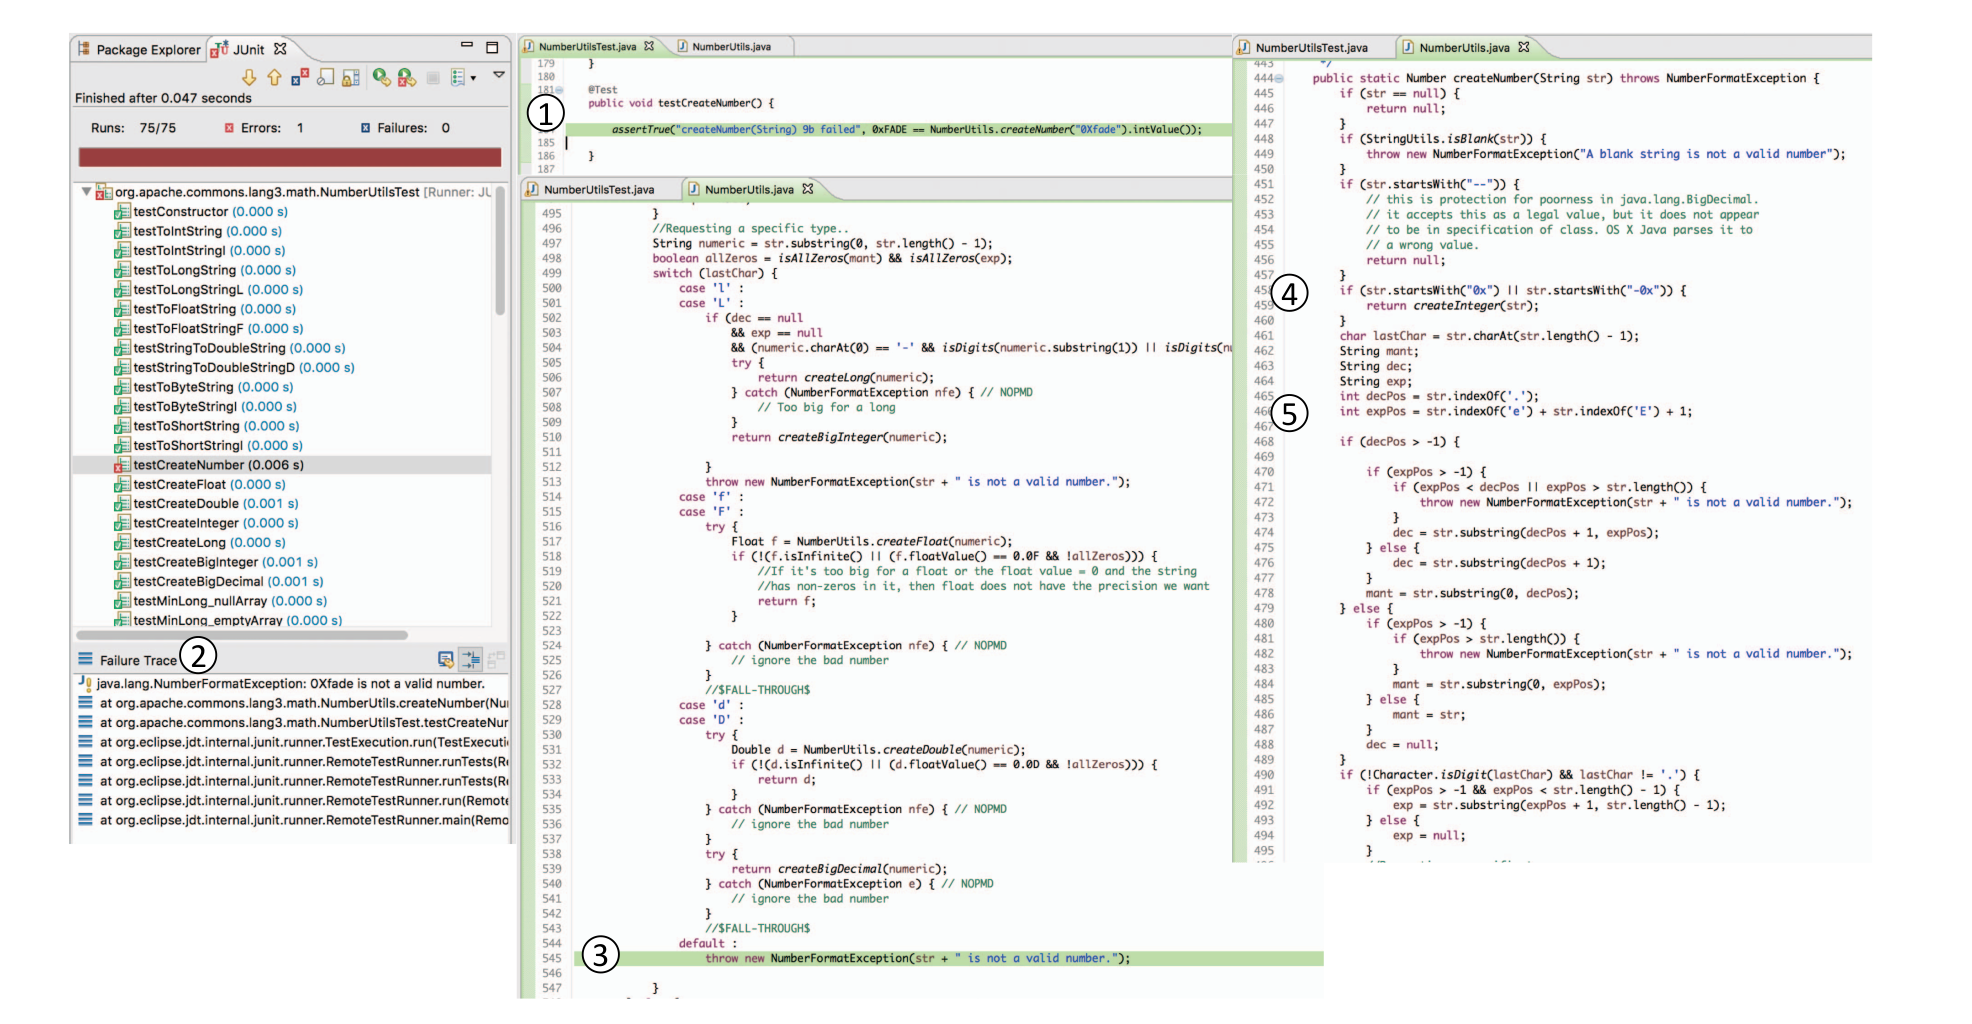 Package Explorer JUnit
Finished after 0.047 seconds
Runs: 75/75 Errors: 1 Failures: 0
org.apache.commons.lang3.math.NumberUtilsTest [Runner: JU
testConstructor (0.000 s)
testToIntString (0.000 s)
testToIntStringI (0.000 s)
testToLongString (0.000 s)
testToLongStringL (0.000 s)
testToFloatString (0.000 s)
testToFloatStringF (0.000 s)
testStringToDoubleString (0.000 s)
testStringToDoubleStringD (0.000 s)
testToByteString (0.000 s)
testToByteStringI (0.000 s)
testToShortString (0.000 s)
testToShortStringI (0.000 s)
testCreateNumber (0.006 s)
testCreateFloat (0.000 s)
testCreateDouble (0.001 s)
testCreateInteger (0.000 s)
testCreateLong (0.000 s)
testCreateBigInteger (0.001 s)
testCreateBigDecimal (0.001 s)
testMinLong_nullArray (0.000 s)
testMinLong_emptyArray (0.000 s)
Failure Trace 2
java.lang.NumberFormatException: 0Xfade is not a valid number.
at org.apache.commons.lang3.math.NumberUtils.createNumber(Nu
at org.apache.commons.lang3.math.NumberUtilsTest.testCreateNur
at org.eclipse.jdt.internal.junit.runner.TestExecution.run(TestExecuti
at org.eclipse.jdt.internal.junit.runner.RemoteTestRunner.runTests(R
at org.eclipse.jdt.internal.junit.runner.RemoteTestRunner.runTests(R
at org.eclipse.jdt.internal.junit.runner.RemoteTestRunner.run(Remote
at org.eclipse.jdt.internal.junit.runner.RemoteTestRunner.main(Remo
NumberUtilsTest.java NumberUtils.java
179 }
180
181 @Test
1 public void testCreateNumber() {
assertTrue("createNumber(String) 9b failed", 0xFADE == NumberUtils.createNumber("0Xfade").intValue());
185
186 }
187
NumberUtilsTest.java NumberUtils.java
495 }
496 //Requesting a specific type..
497 String numeric = str.substring(0, str.length() - 1);
498 boolean allZeros = isAllZeros(mant) && isAllZeros(exp);
499 switch (lastChar) {
500 case 'l' :
501 case 'L' :
502 if (dec == null
503 && exp == null
504 && (numeric.charAt(0) == '-' && isDigits(numeric.substring(1)) || isDigits(nu
505 try {
506 return createLong(numeric);
507 } catch (NumberFormatException nfe) { // NOPMD
508 // Too big for a long
509 }
510 return createBigInteger(numeric);
511
512 }
513 throw new NumberFormatException(str + " is not a valid number.");
514 case 'f' :
515 case 'F' :
516 try {
517 Float f = NumberUtils.createFloat(numeric);
518 if (!(f.isInfinite() || (f.floatValue() == 0.0F && !allZeros))) {
519 //If it's too big for a float or the float value = 0 and the string
520 //has non-zeros in it, then float does not have the precision we want
521 return f;
522 }
523
524 } catch (NumberFormatException nfe) { // NOPMD
525 // ignore the bad number
526 }
527 //$FALL-THROUGH$
528 case 'd' :
529 case 'D' :
530 try {
531 Double d = NumberUtils.createDouble(numeric);
532 if (!(d.isInfinite() || (d.floatValue() == 0.0D && !allZeros))) {
533 return d;
534 }
535 } catch (NumberFormatException nfe) { // NOPMD
536 // ignore the bad number
537 }
538 try {
539 return createBigDecimal(numeric);
540 } catch (NumberFormatException e) { // NOPMD
541 // ignore the bad number
542 }
543 //$FALL-THROUGH$
544 default :
545 3 throw new NumberFormatException(str + " is not a valid number.");
546
547 }
NumberUtilsTest.java NumberUtils.java
443 */
444 public static Number createNumber(String str) throws NumberFormatException {
445 if (str == null) {
446 return null;
447 }
448 if (StringUtils.isBlank(str)) {
449 throw new NumberFormatException("A blank string is not a valid number");
450 }
451 if (str.startsWith("--")) {
452 // this is protection for poorness in java.lang.BigDecimal.
453 // it accepts this as a legal value, but it does not appear
454 // to be in specification of class. OS X Java parses it to
455 // a wrong value.
456 return null;
457 }
458 4 if (str.startsWith("0x") || str.startsWith("-0x")) {
459 return createInteger(str);
460 }
461 char lastChar = str.charAt(str.length() - 1);
462 String mant;
463 String dec;
464 String exp;
465 int decPos = str.indexOf('.');
466 5 int expPos = str.indexOf('e') + str.indexOf('E') + 1;
467
468 if (decPos > -1) {
469
470 if (expPos > -1) {
471 if (expPos < decPos || expPos > str.length()) {
472 throw new NumberFormatException(str + " is not a valid number.");
473 }
474 dec = str.substring(decPos + 1, expPos);
475 } else {
476 dec = str.substring(decPos + 1);
477 }
478 mant = str.substring(0, decPos);
479 } else {
480 if (expPos > -1) {
481 if (expPos > str.length()) {
482 throw new NumberFormatException(str + " is not a valid number.");
483 }
484 mant = str.substring(0, expPos);
485 } else {
486 mant = str;
487 }
488 dec = null;
489 }
490 if (!Character.isDigit(lastChar) && lastChar != '.') {
491 if (expPos > -1 && expPos < str.length() - 1) {
492 exp = str.substring(expPos + 1, str.length() - 1);
493 } else {
494 exp = null;
495 }